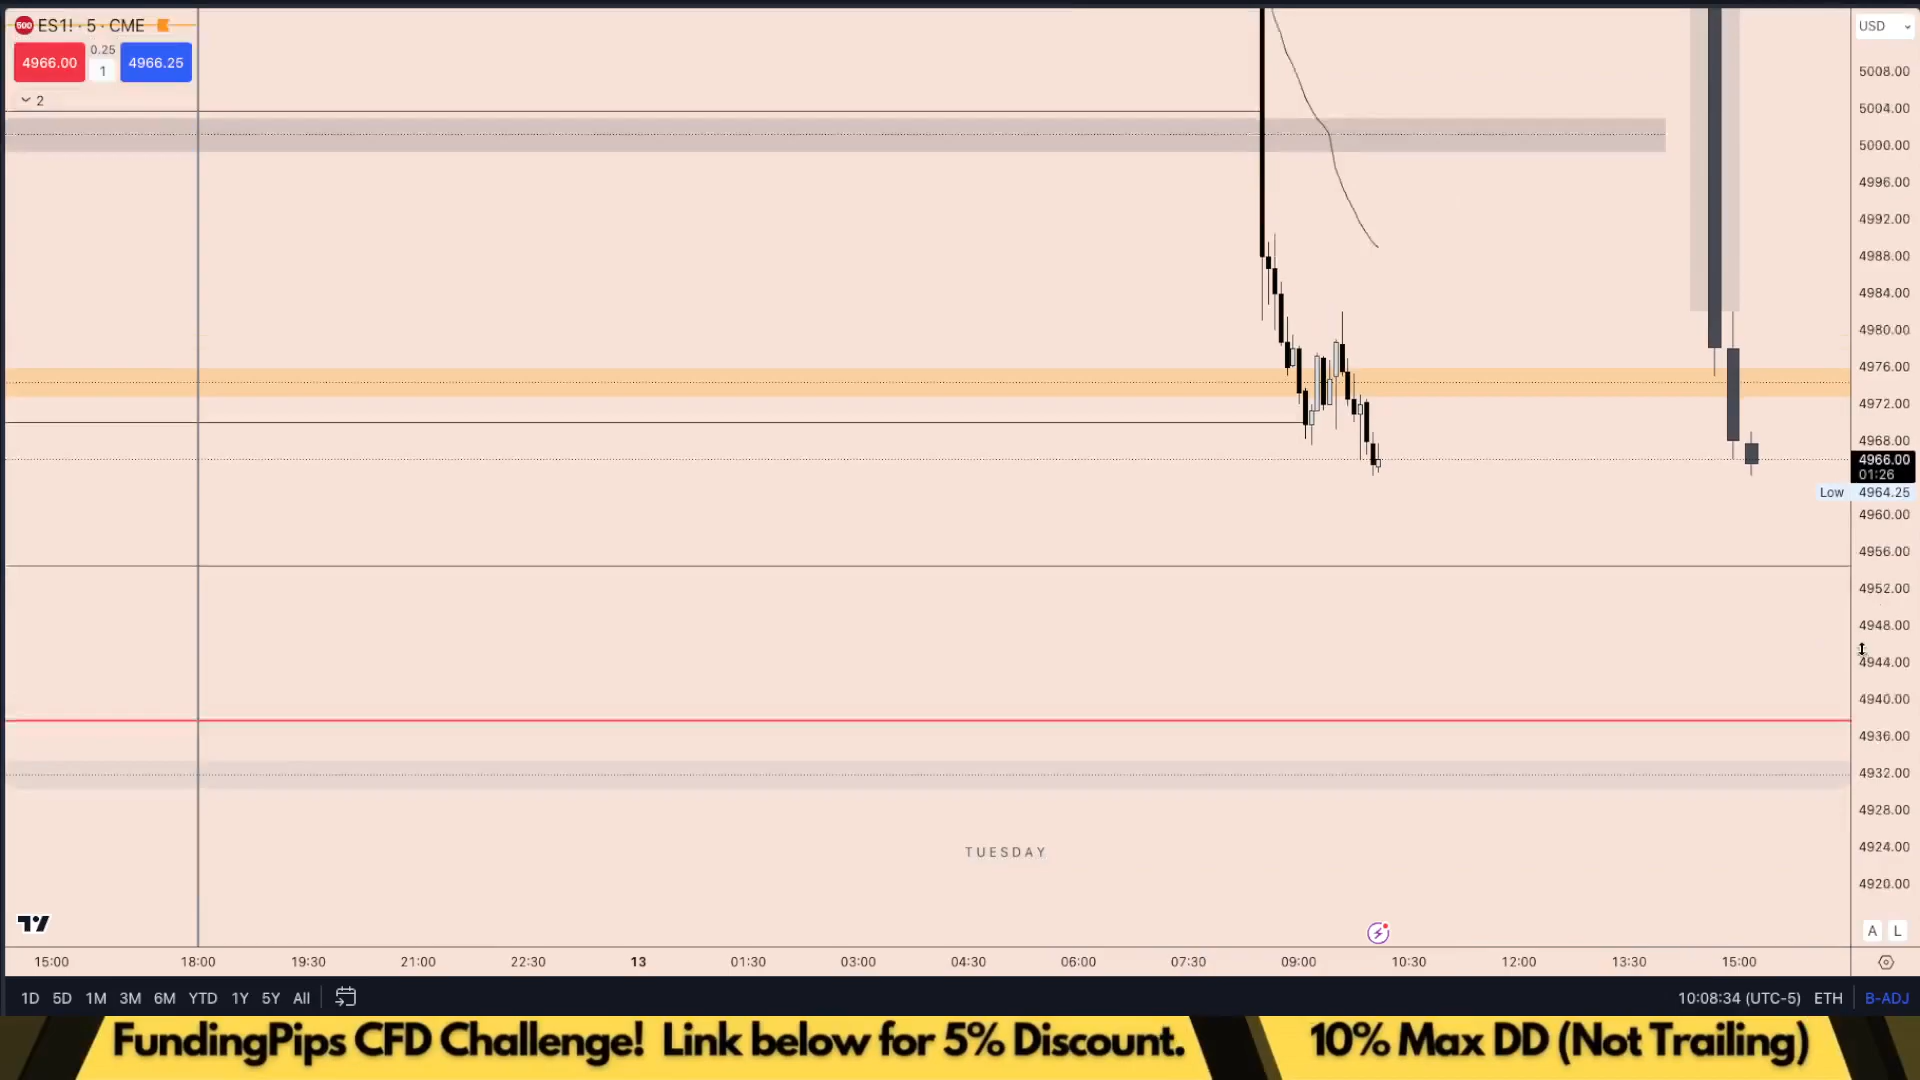 500 ES1! · 5 · CME
USD
4966.00 0.25 1 4966.25
2
5008.00
5004.00
5000.00
4996.00
4992.00
4988.00
4984.00
4980.00
4976.00
4972.00
4968.00
4966.00
01:26
Low 4964.25
4960.00
4956.00
4952.00
4948.00
4944.00
4940.00
4936.00
4932.00
4928.00
4924.00
4920.00
TUESDAY
A L
15:00 18:00 19:30 21:00 22:30 13 01:30 03:00 04:30 06:00 07:30 09:00 10:30 12:00 13:30 15:00
1D 5D 1M 3M 6M YTD 1Y 5Y All 10:08:34 (UTC-5) ETH B-ADJ
FundingPips CFD Challenge! Link below for 5% Discount. 10% Max DD (Not Trailing)